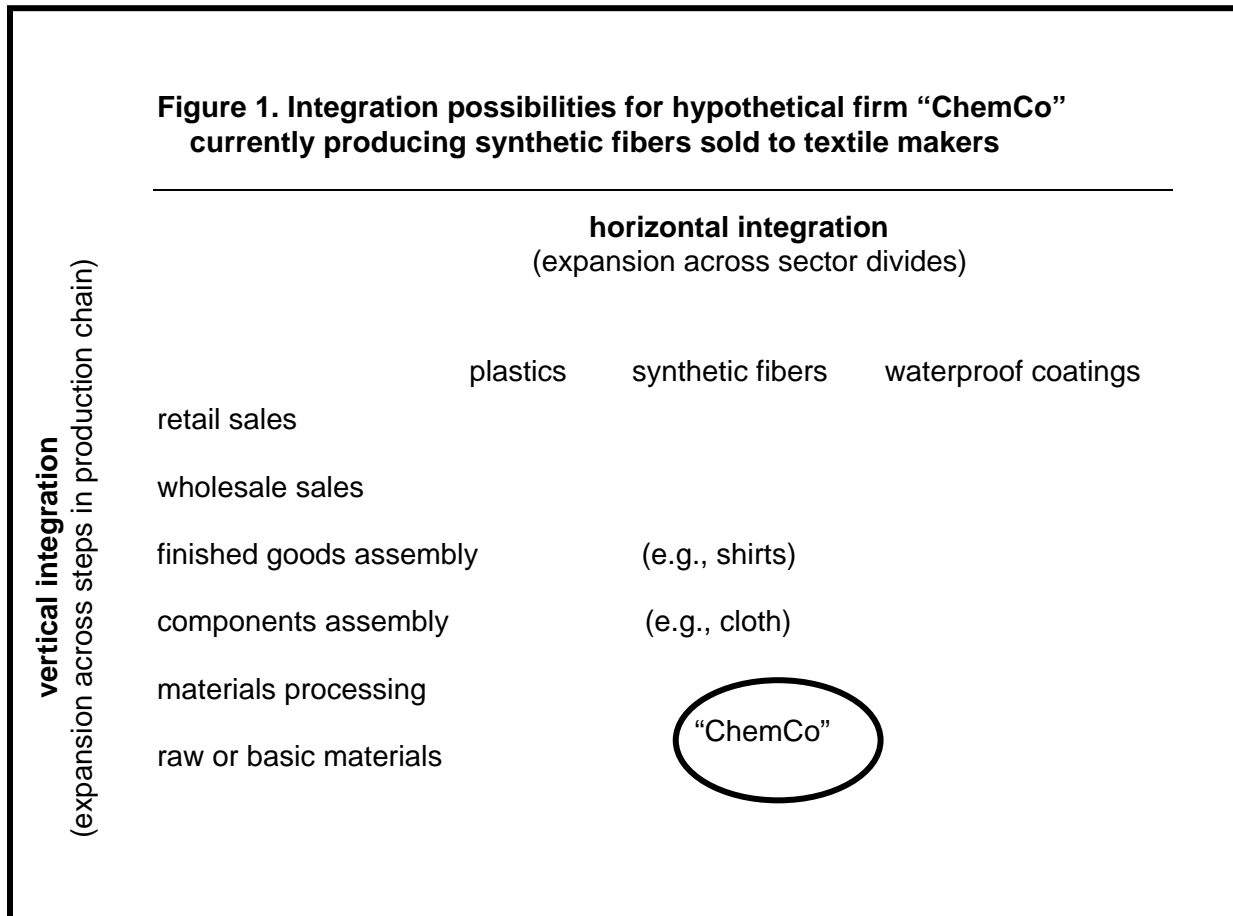 Figure 1. Integration possibilities for hypothetical firm “ChemCo”
currently producing synthetic fibers sold to textile makers
horizontal integration
(expansion across sector divides)
vertical integration
(expansion across steps in production chain)
plastics synthetic fibers waterproof coatings
retail sales
wholesale sales
finished goods assembly (e.g., shirts)
components assembly (e.g., cloth)
materials processing
“ChemCo”
raw or basic materials